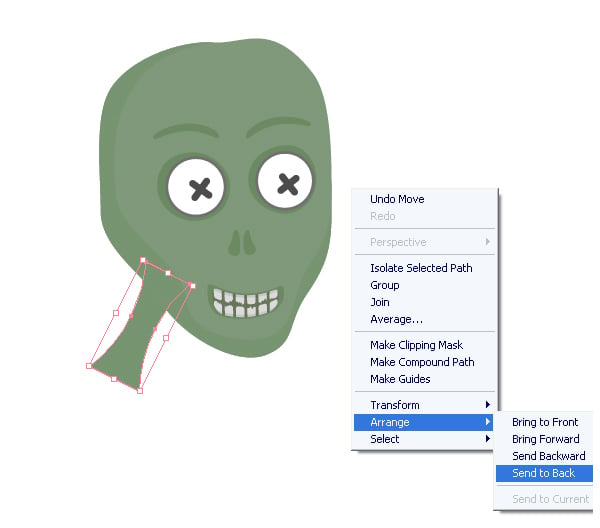 Undo Move
Redo
Perspective
Isolate Selected Path
Group
Join
Average...
Make Clipping Mask
Make Compound Path
Make Guides
Transform
Arrange
Select
Bring to Front
Bring Forward
Send Backward
Send to Back
Send to Current